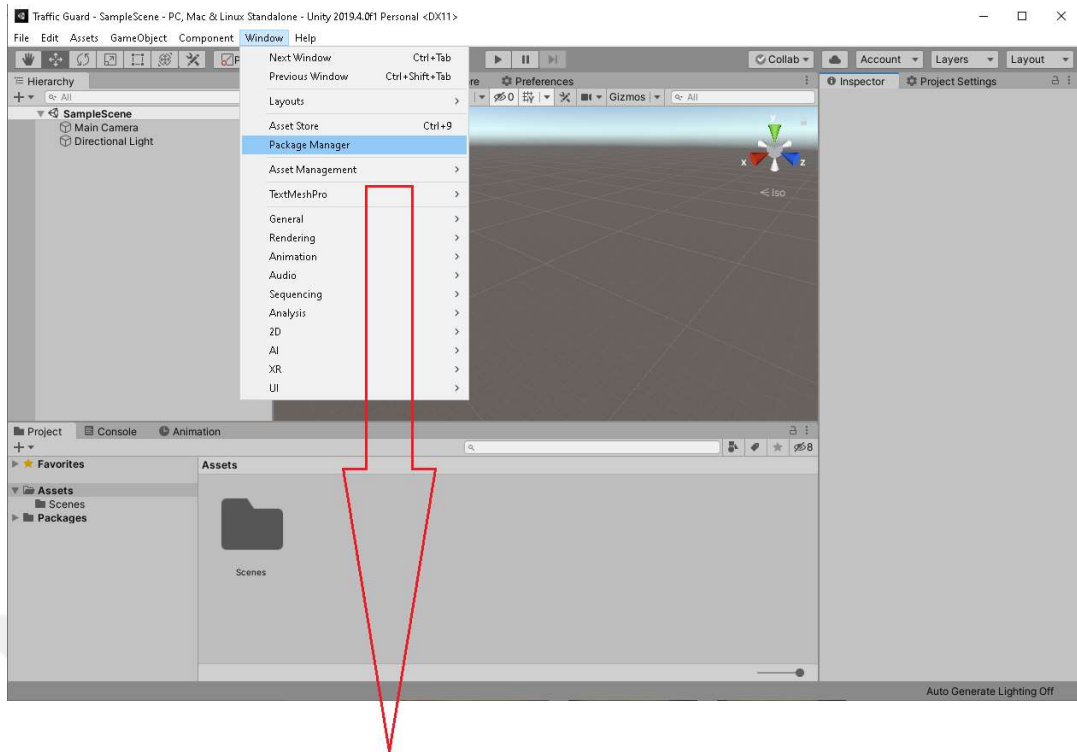 Traffic Guard - SampleScene - PC, Mac & Linux Standalone - Unity 2019.4.0f1 Personal <DX11>
File Edit Assets GameObject Component Window Help
Collab Account Layers Layout
Next Window Ctrl+Tab
Previous Window Ctrl+Shift+Tab
Layouts
Asset Store Ctrl+9
Package Manager
Asset Management
TextMeshPro
General
Rendering
Animation
Audio
Sequencing
Analysis
2D
AI
XR
UI
Hierarchy
All
SampleScene
Main Camera
Directional Light
re Preferences
0 Gizmos All
y
x z
Iso
Inspector Project Settings
Project Console Animation
8
Favorites
Assets
Scenes
Packages
Assets
Scenes
Auto Generate Lighting Off